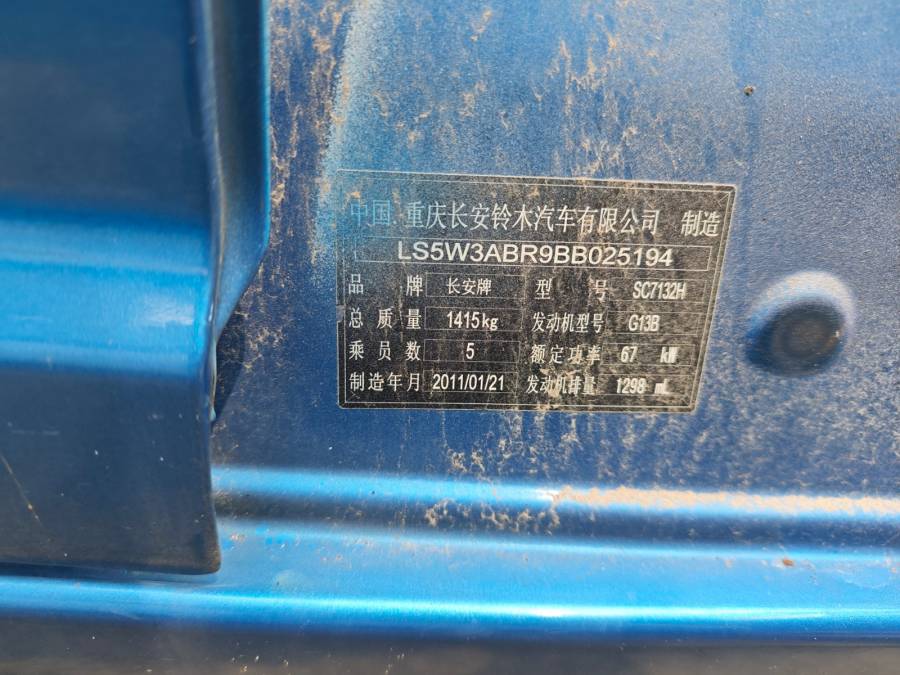 中国 重庆长安铃木汽车有限公司 制造
LS5W3ABR9BB025194
品牌 长安牌 型号 SC7132H
总质量 1415kg 发动机型号 G13B
乘员数 5 额定功率 67 kW
制造年月 2011/01/21 发动机排量 1298 mL